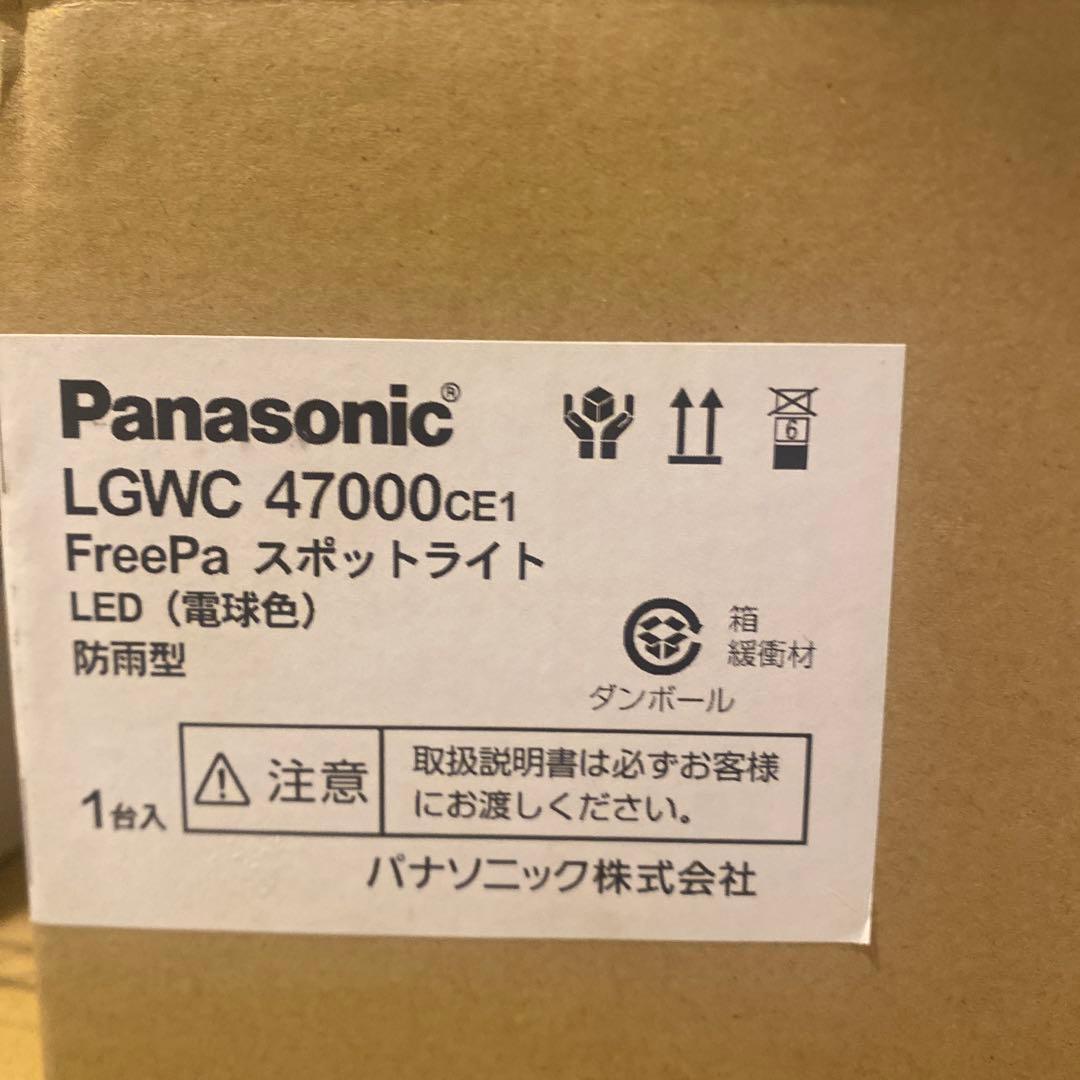 Panasonic®
LGWC 47000CE1
FreePa スポットライト
LED（電球色）
防雨型
6
箱
緩衝材
ダンボール
1台入
注意
取扱説明書は必ずお客様
にお渡しください。
パナソニック株式会社